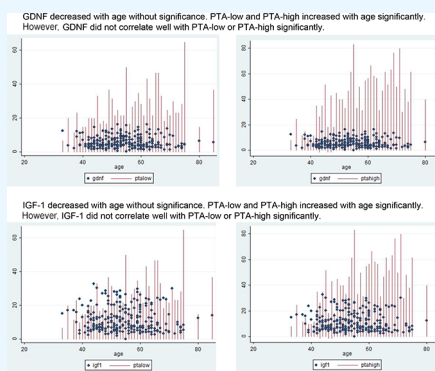 GDNF decreased with age without significance. PTA-low and PTA-high increased with age significantly.
However, GDNF did not correlate well with PTA-low or PTA-high significantly.
60
40
20
0
20
40
60
80
age
gdnf
ptalow
80
60
40
20
0
20
40
60
80
age
gdnf
ptahigh
IGF-1 decreased with age without significance. PTA-low and PTA-high increased with age significantly.
However, IGF-1 did not correlate well with PTA-low or PTA-high significantly.
60
40
20
0
20
40
60
80
age
igf1
ptalow
80
60
40
20
0
20
40
60
80
age
igf1
ptahigh